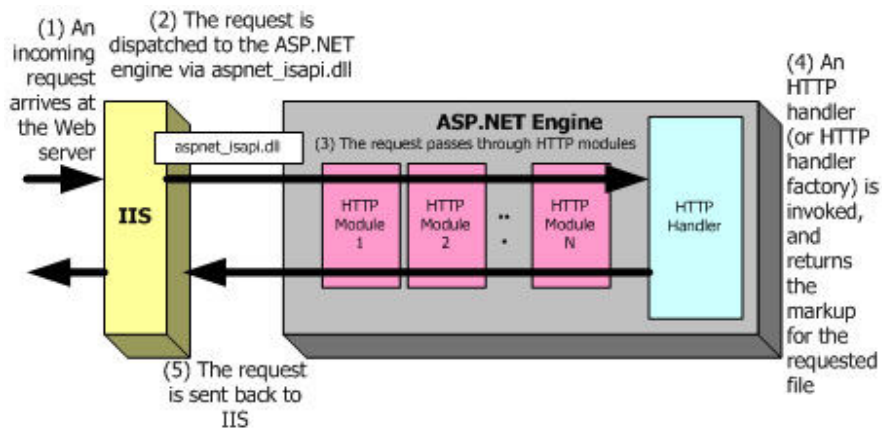 (1) An
incoming
request
arrives at
the Web
server
(2) The request is
dispatched to the ASP.NET
engine via aspnet_isapi.dll
aspnet_isapi.dll
IIS
ASP.NET Engine
(3) The request passes through HTTP modules
HTTP
Module
1
HTTP
Module
2
..
.
HTTP
Module
N
HTTP
Handler
(4) An
HTTP
handler
(or HTTP
handler
factory) is
invoked,
and
returns
the
markup
for the
requested
file
(5) The request
is sent back to
IIS